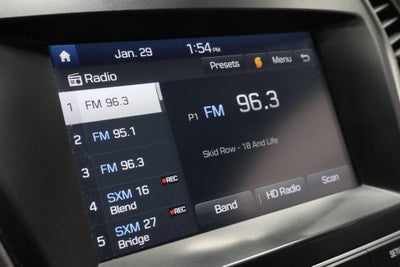 Jan. 29 1:54PM
Radio Presets Menu
1 FM 96.3
2 FM 95.1
3 FM 96.3
4 SXM 16 REC
Blend
5 SXM 27 REC
Bridge
P1 FM 96.3
Skid Row - 18 And Life
Band HD Radio Scan